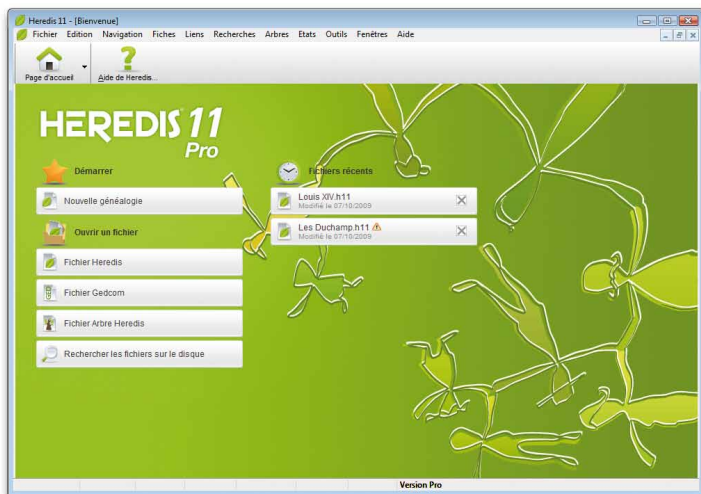 Heredis 11 - [Bienvenue]
Fichier Edition Navigation Fiches Liens Recherches Arbres Etats Outils Fenêtres Aide
Page d'accueil
Aide de Heredis...
HEREDIS 11
Pro
Démarrer
Nouvelle généalogie
Ouvrir un fichier
Fichier Heredis
Fichier Gedcom
Fichier Arbre Heredis
Rechercher les fichiers sur le disque
Fichiers récents
Louis XIV.h11
Modifié le 07/10/2009
Les Duchamp.h11
Modifié le 07/10/2009
Version Pro